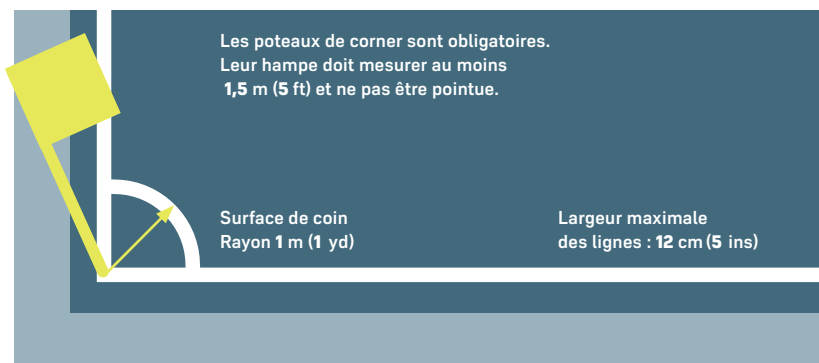 Les poteaux de corner sont obligatoires.
Leur hampe doit mesurer au moins
1,5 m (5 ft) et ne pas être pointue.
Surface de coin
Rayon 1 m (1 yd)
Largeur maximale
des lignes : 12 cm (5 ins)